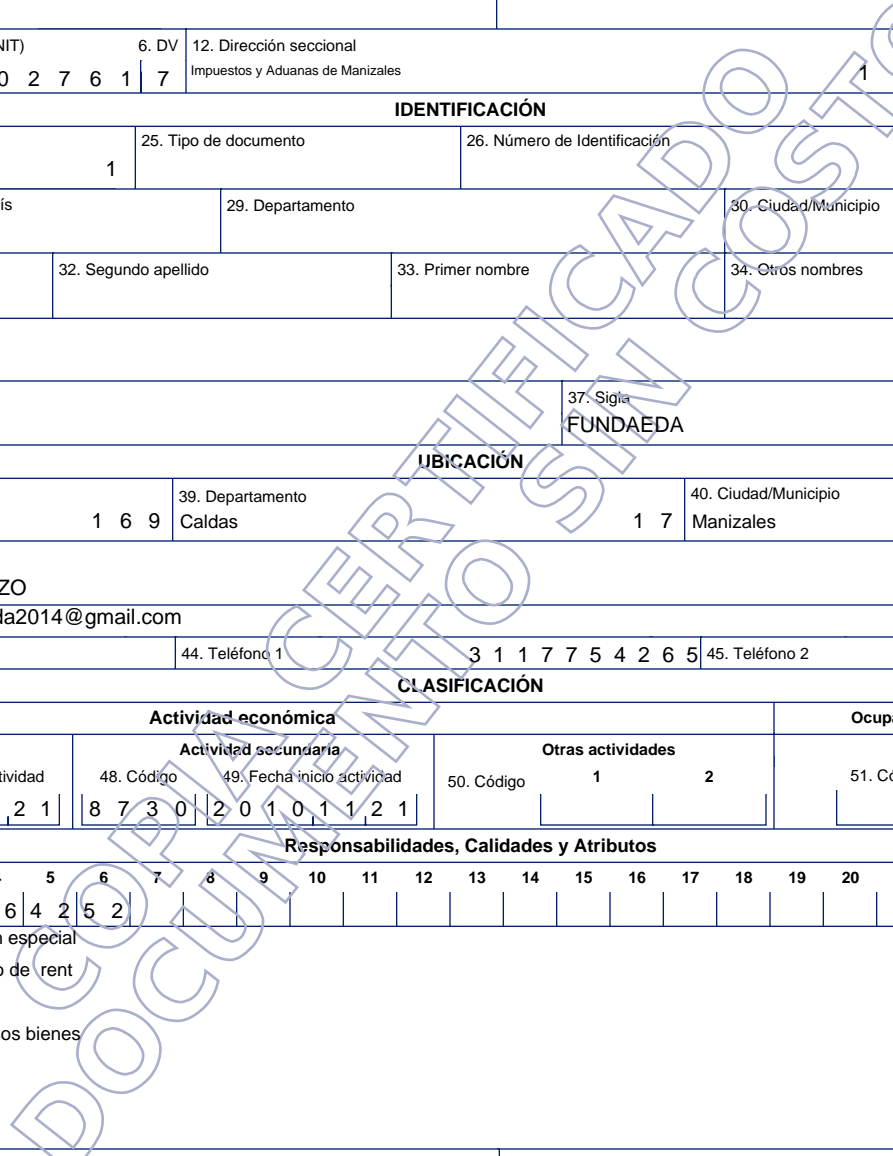 NIT) 6. DV 12. Dirección seccional
0 2 7 6 1 7 Impuestos y Aduanas de Manizales 1
IDENTIFICACIÓN
25. Tipo de documento 26. Número de Identificación
1
ís 29. Departamento 30. Ciudad/Municipio
32. Segundo apellido 33. Primer nombre 34. Otros nombres
37. Sigla
FUNDAEDA
UBICACIÓN
39. Departamento 40. Ciudad/Municipio
1 6 9 Caldas 1 7 Manizales
ZO
da2014@gmail.com
44. Teléfono 1 3 1 1 7 7 5 4 2 6 5 45. Teléfono 2
CLASIFICACIÓN
Actividad económica Ocupa
Actividad secundaria Otras actividades
tividad 48. Código 49. Fecha inicio actividad 50. Código 1 2 51. Có
2 1 8 7 3 0 2 0 1 0 1 1 2 1
Responsabilidades, Calidades y Atributos
5 6 7 8 9 10 11 12 13 14 15 16 17 18 19 20
6 4 2 5 2
n especial
o de rent
os bienes
COPIA CERTIFICADO
DOCUMENTO SIN COSTO